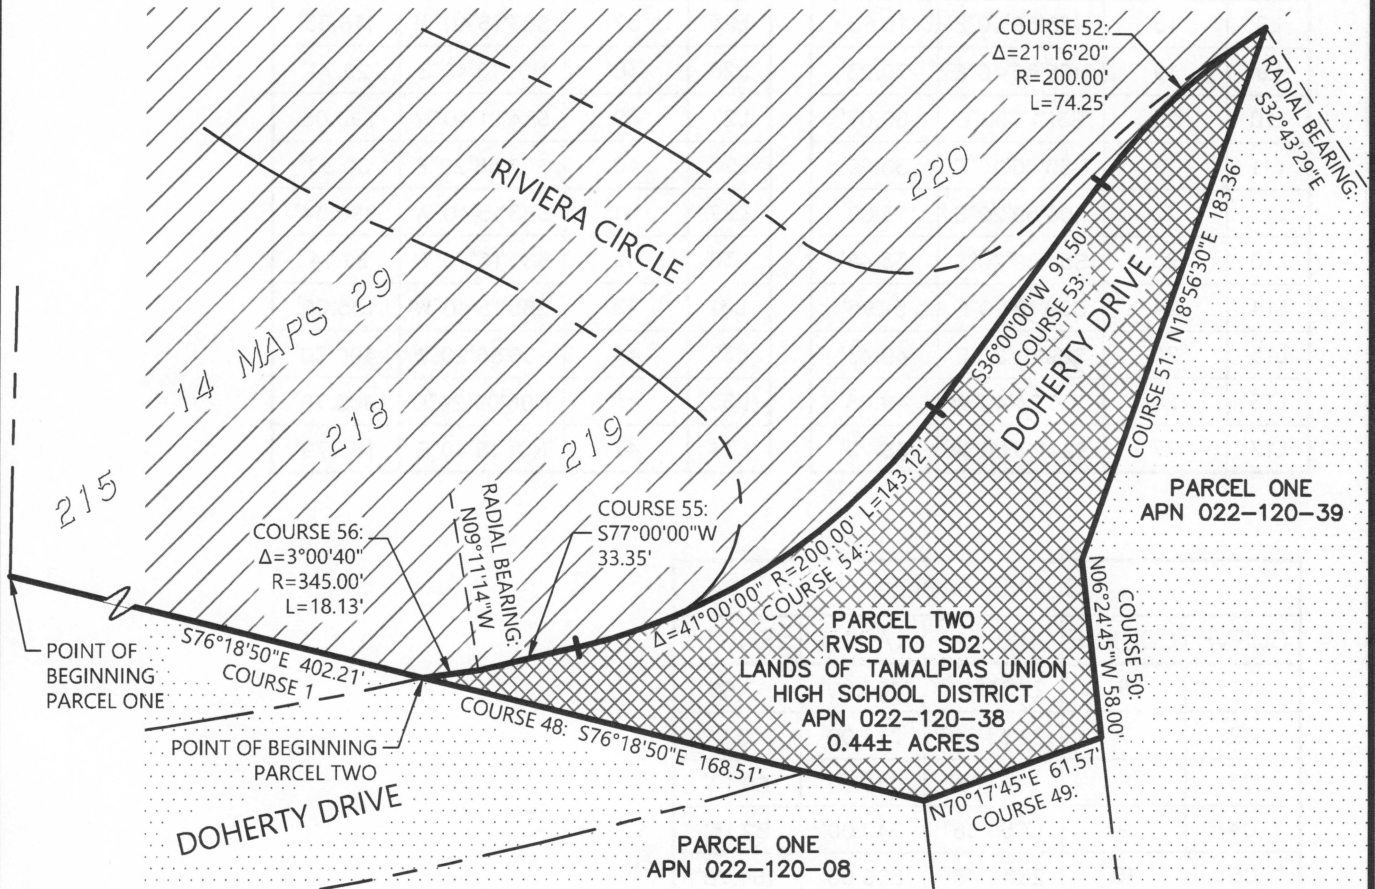 COURSE 52:
Δ=21°16'20"
R=200.00'
L=74.25'
RADIAL BEARING:
S32°43'29"E
RIVIERA CIRCLE
220
14 MAPS 29
218
219
215
S36°00'00"W 91.50'
COURSE 53:
DOHERTY DRIVE
COURSE 51: N18°56'30"E 183.36'
PARCEL ONE
APN 022-120-39
RADIAL BEARING:
N09°11'14"W
COURSE 55:
S77°00'00"W
33.35'
COURSE 56:
Δ=3°00'40"
R=345.00'
L=18.13'
Δ=41°00'00" R=200.00' L=143.12'
COURSE 54:
N06°24'45"W 58.00'
COURSE 50:
PARCEL TWO
RVSD TO SD2
LANDS OF TAMALPIAS UNION
HIGH SCHOOL DISTRICT
APN 022-120-38
0.44± ACRES
POINT OF
BEGINNING
PARCEL ONE
S76°18'50"E 402.21'
COURSE 1
COURSE 48: S76°18'50"E 168.51'
POINT OF BEGINNING
PARCEL TWO
N70°17'45"E 61.57'
COURSE 49:
DOHERTY DRIVE
PARCEL ONE
APN 022-120-08